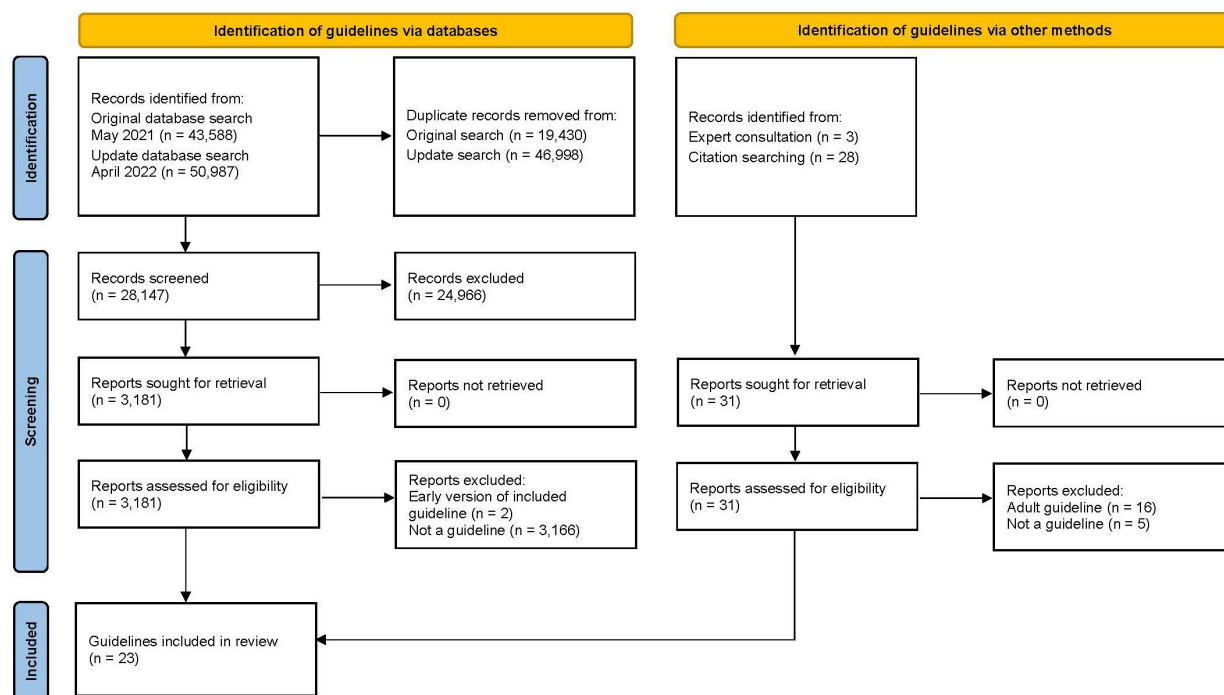 Identification of guidelines via databases
Identification of guidelines via other methods
Identification
Records identified from:
Original database search
May 2021 (n = 43,588)
Update database search
April 2022 (n = 50,987)
Duplicate records removed from:
Original search (n = 19,430)
Update search (n = 46,998)
Records identified from:
Expert consultation (n = 3)
Citation searching (n = 28)
Screening
Records screened
(n = 28,147)
Records excluded
(n = 24,966)
Reports sought for retrieval
(n = 3,181)
Reports not retrieved
(n = 0)
Reports sought for retrieval
(n = 31)
Reports not retrieved
(n = 0)
Reports assessed for eligibility
(n = 3,181)
Reports excluded:
Early version of included
guideline (n = 2)
Not a guideline (n = 3,166)
Reports assessed for eligibility
(n = 31)
Reports excluded:
Adult guideline (n = 16)
Not a guideline (n = 5)
Included
Guidelines included in review
(n = 23)